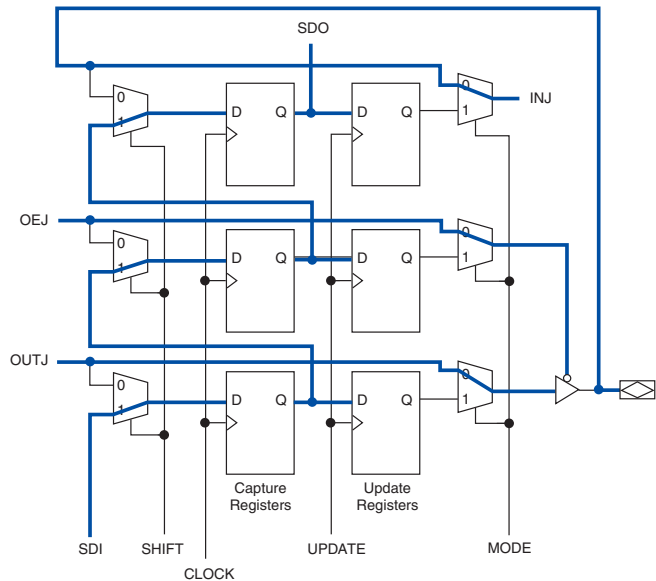 SDO
0
1
D Q
D Q
0
1
INJ
OEJ
0
1
D Q
D Q
0
1
OUTJ
0
1
D Q
D Q
0
1
Capture
Registers
Update
Registers
SDI
SHIFT
CLOCK
UPDATE
MODE